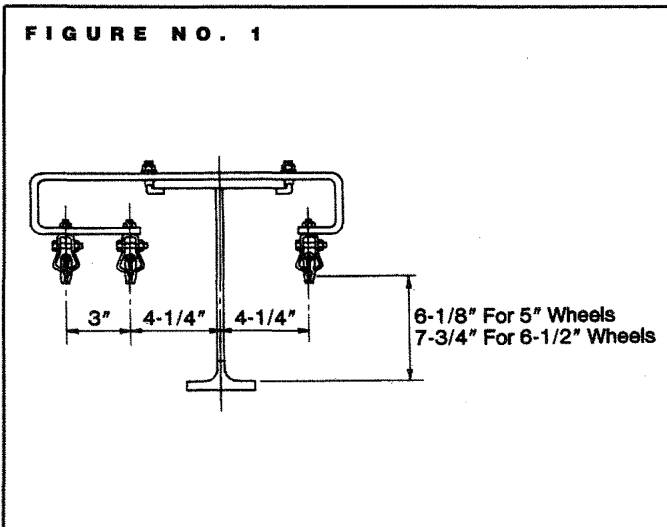 FIGURE NO. 1
3" 4-1/4" 4-1/4"
6-1/8" For 5" Wheels
7-3/4" For 6-1/2" Wheels